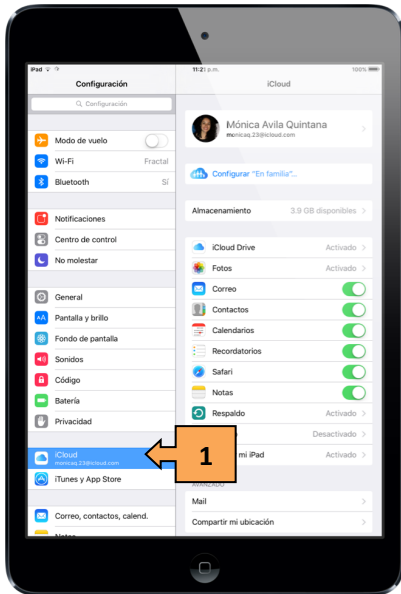 iPad
11:21 p.m.
100%
Configuración
iCloud
Configuración
Modo de vuelo
Wi-Fi Fractal
Bluetooth Sí
Notificaciones
Centro de control
No molestar
General
Pantalla y brillo
AA
Fondo de pantalla
Sonidos
Código
Batería
Privacidad
iCloud
monicaq.23@icloud.com
iTunes y App Store
Correo, contactos, calend.
Notas
Mónica Avila Quintana
monicaq.23@icloud.com
Configurar "En familia"...
Almacenamiento 3.9 GB disponibles
iCloud Drive Activado
Fotos Activado
Correo
Contactos
Calendarios
Recordatorios
Safari
Notas
Respaldo Activado
Desactivado
1
mi iPad Activado
AVANZADO
Mail
Compartir mi ubicación